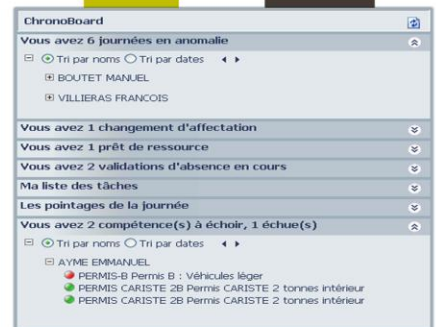 ChronoBoard
Vous avez 6 journées en anomalie
Tri par noms Tri par dates
BOUTET MANUEL
VILLIERAS FRANCOIS
Vous avez 1 changement d'affectation
Vous avez 1 prêt de ressource
Vous avez 2 validations d'absence en cours
Ma liste des tâches
Les pointages de la journée
Vous avez 2 compétence(s) à échoir, 1 échue(s)
Tri par noms Tri par dates
AYME EMMANUEL
PERMIS-B Permis B : Véhicules léger
PERMIS CARISTE 2B Permis CARISTE 2 tonnes intérieur
PERMIS CARISTE 2B Permis CARISTE 2 tonnes intérieur